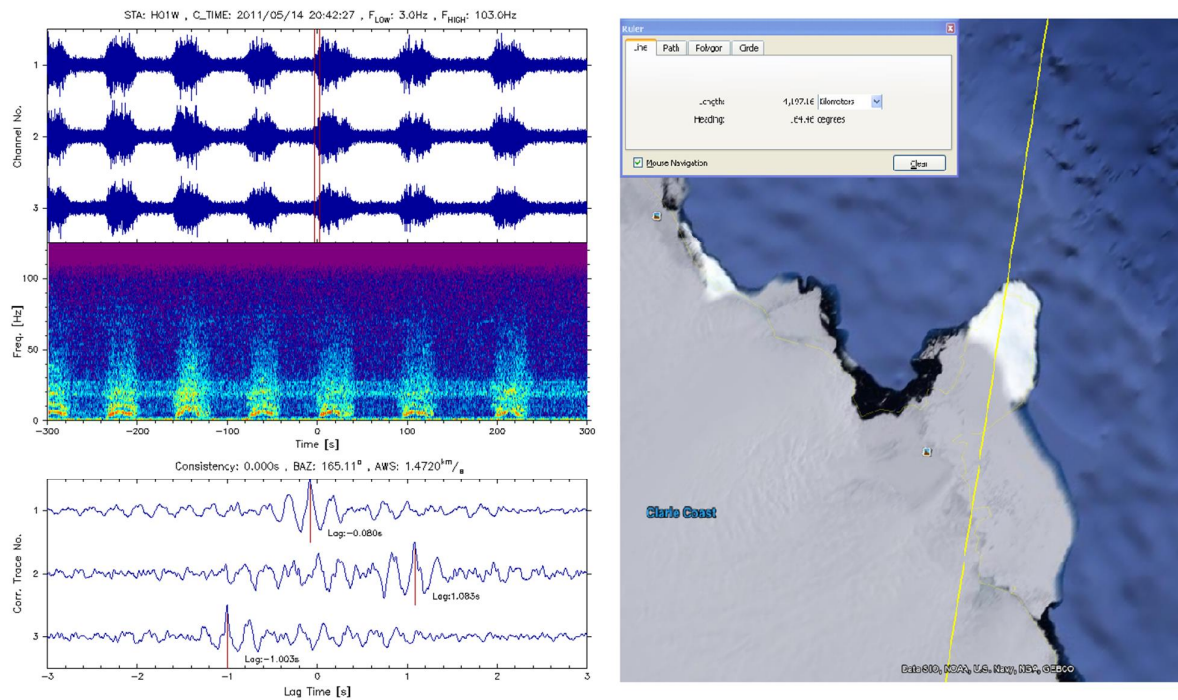 STA: H01W , C_TIME: 2011/05/14 20:42:27 , F_LOW: 3.0Hz , F_HIGH: 103.0Hz
Channel No.
1
2
3
Freq. [Hz]
100
50
0
−300 −200 −100 0 100 200 300
Time [s]
Consistency: 0.000s , BAZ: 165.11° , AWS: 1.4720km/s
Corr. Trace No.
1
Lag:−0.080s
2
Lag:1.083s
3
Lag:−1.003s
−3 −2 −1 0 1 2 3
Lag Time [s]
Ruler
Line Path Polygon Circle
Length: Kilometers
Heading: degrees
Mouse Navigation Clear
Clarie Coast
Data SIO, NOAA, U.S. Navy, NGA, GEBCO